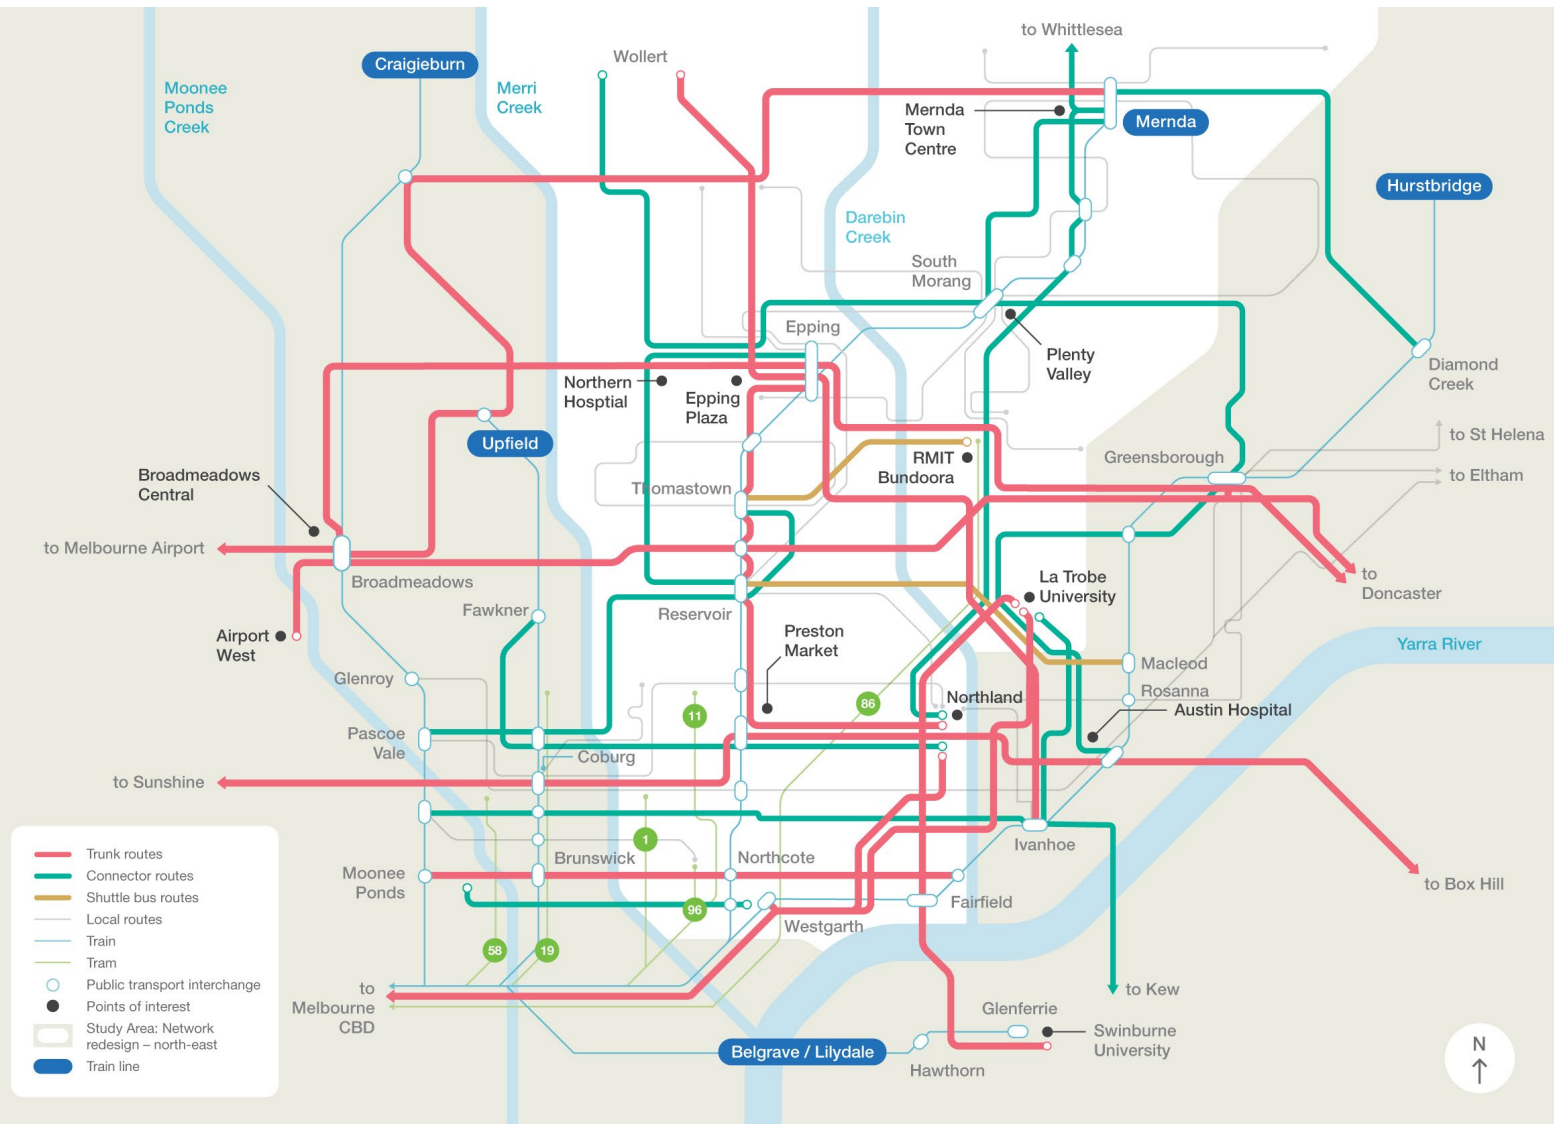 to Whittlesea
Wollert
Craigieburn
Moonee
Ponds
Creek
Merri
Creek
Mernda
Town
Centre
Mernda
Hurstbridge
Darebin
Creek
South
Morang
Epping
Plenty
Valley
Diamond
Creek
Northern
Hosptial
Epping
Plaza
Upfield
to St Helena
Greensborough
to Eltham
RMIT
Bundoora
Broadmeadows
Central
Thomastown
to Melbourne Airport
Broadmeadows
La Trobe
University
to
Doncaster
Fawkner
Reservoir
Airport
West
Preston
Market
Yarra River
Glenroy
Macleod
Rosanna
Northland
Austin Hospital
86
11
Pascoe
Vale
Coburg
to Sunshine
1
Brunswick
Northcote
Ivanhoe
Moonee
Ponds
to Box Hill
Fairfield
96
Westgarth
58
19
to
Melbourne
CBD
to Kew
Glenferrie
Swinburne
University
Belgrave / Lilydale
Hawthorn
N
Trunk routes
Connector routes
Shuttle bus routes
Local routes
Train
Tram
Public transport interchange
Points of interest
Study Area: Network
redesign – north-east
Train line